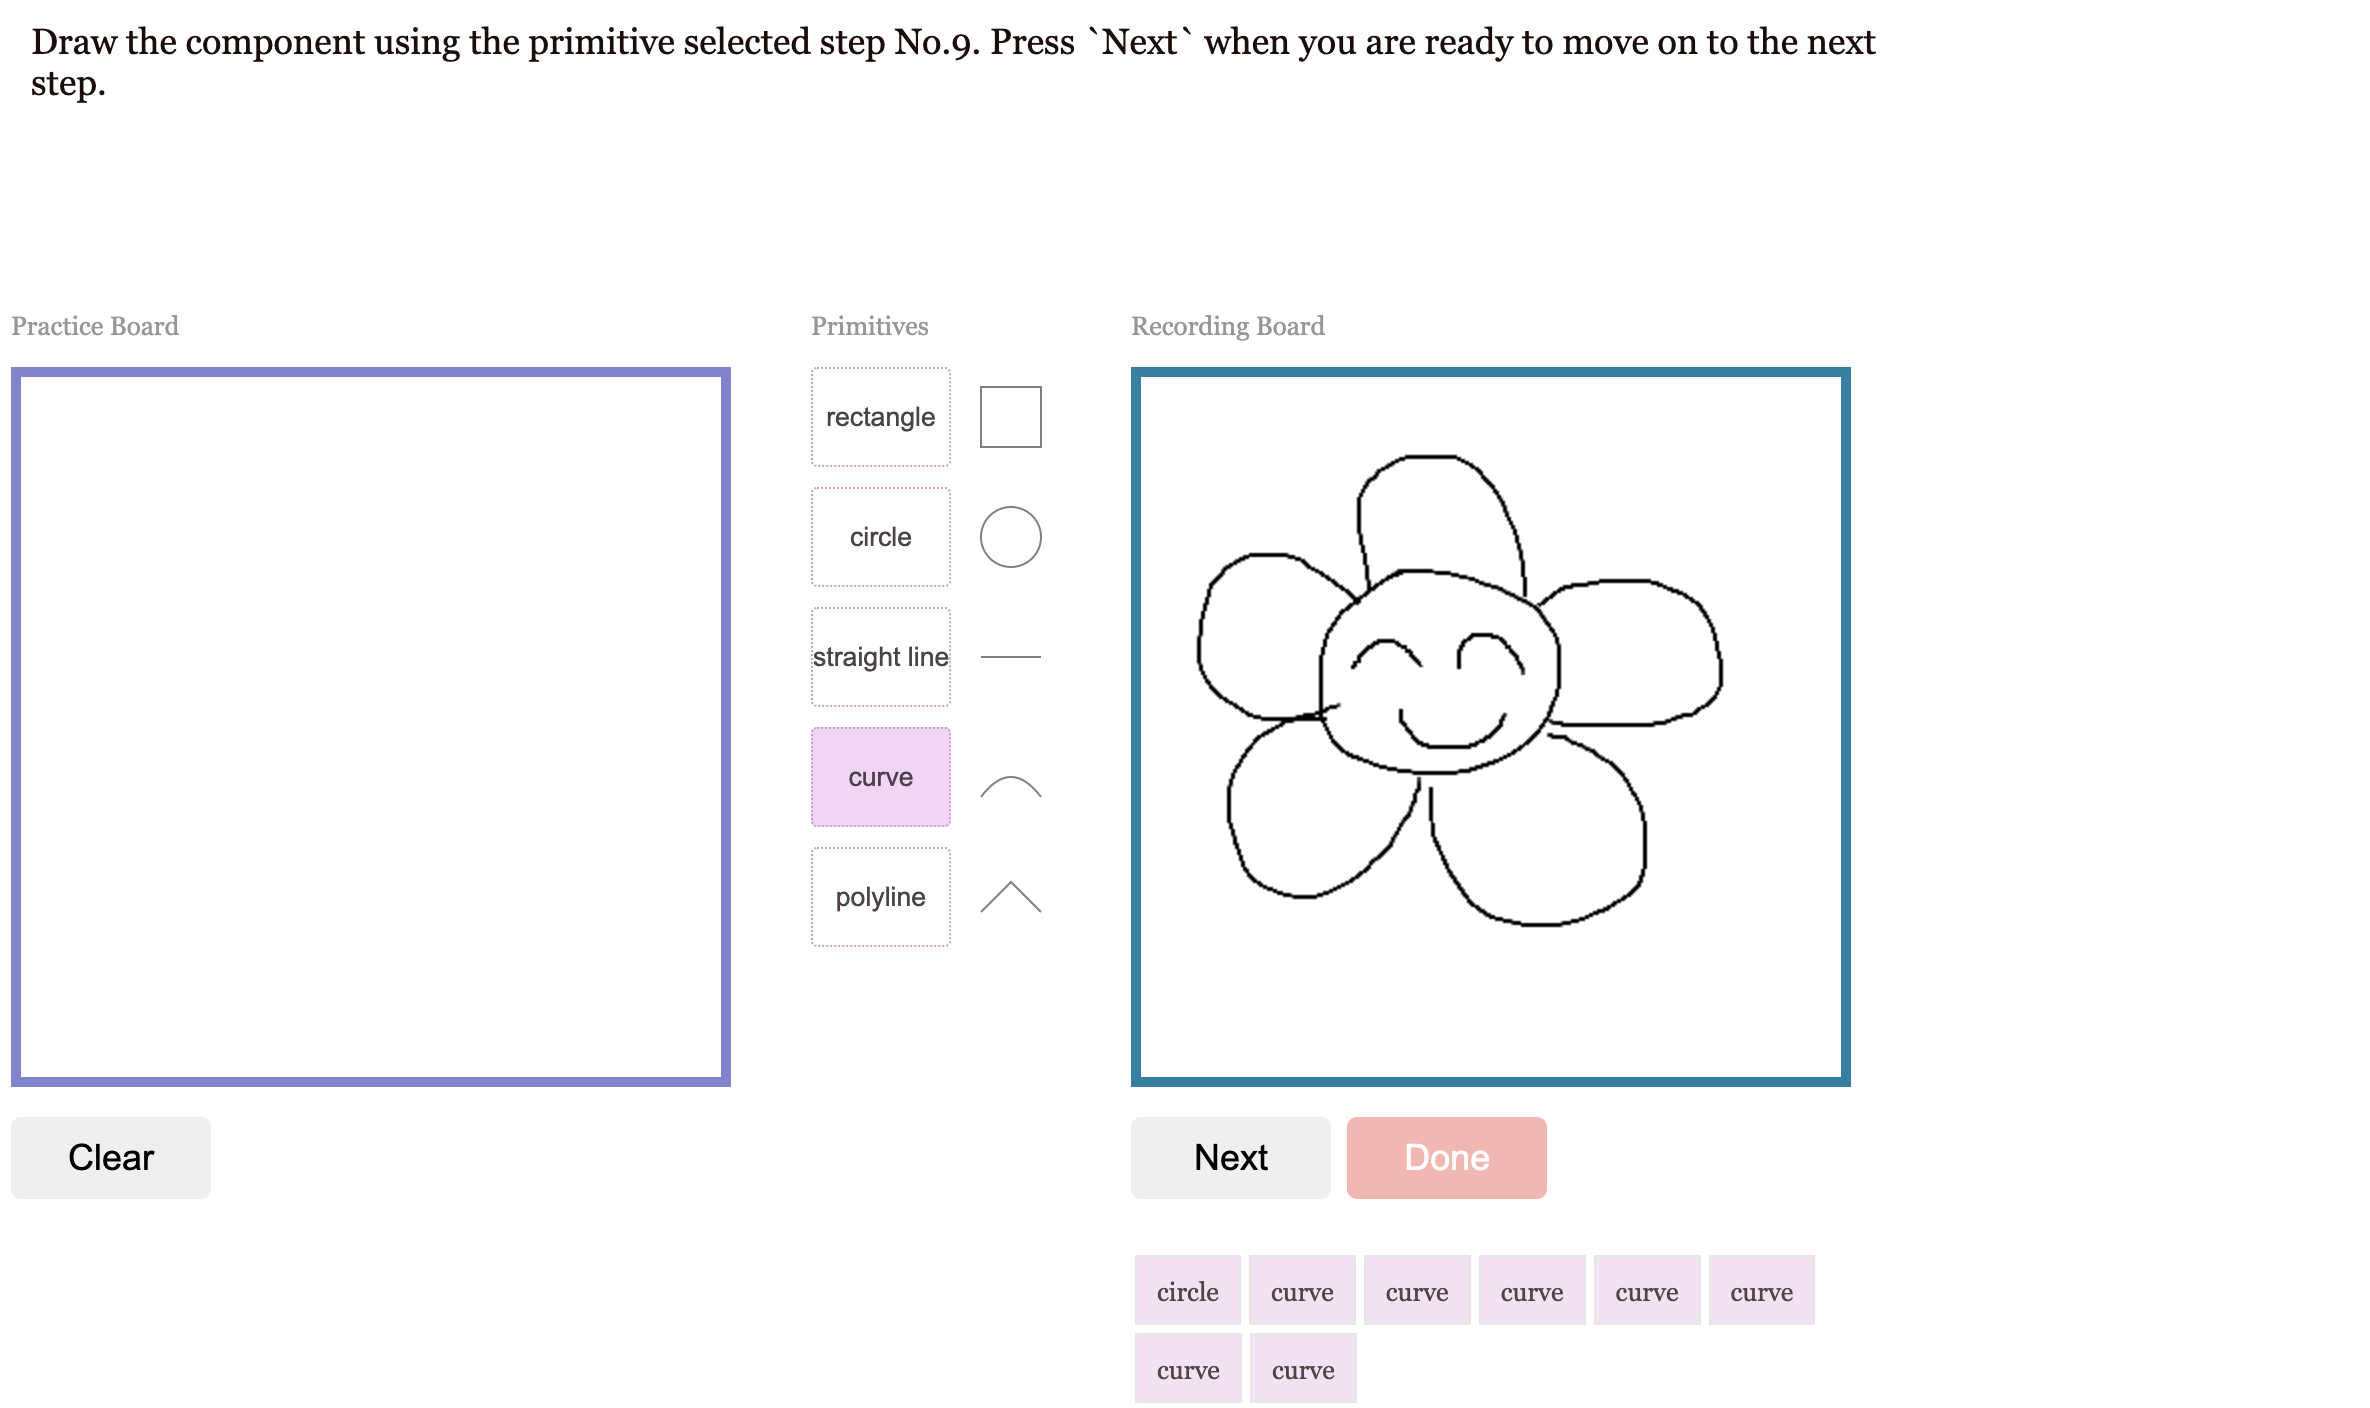 Draw the component using the primitive selected step No.9. Press `Next` when you are ready to move on to the next
step.
Practice Board
Primitives
Recording Board
rectangle
circle
straight line
curve
polyline
Clear
Next
Done
circle
curve
curve
curve
curve
curve
curve
curve